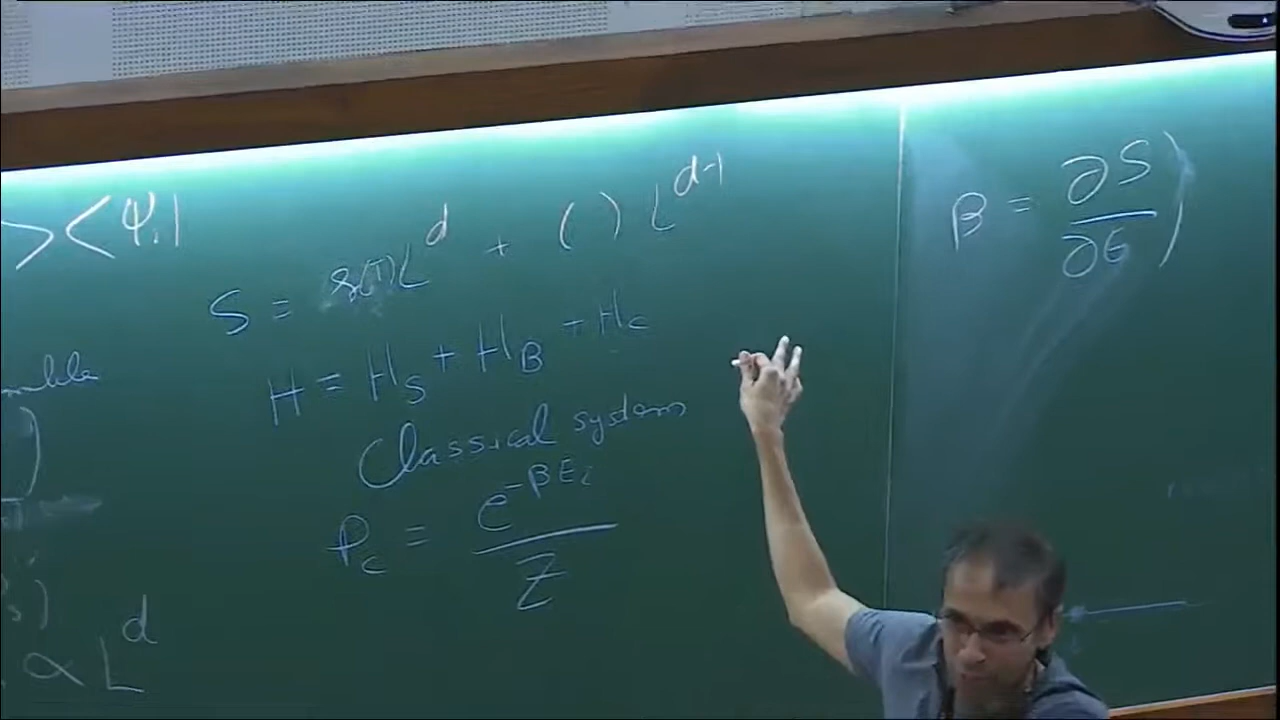 > < ψᵢ |
S = s(T) L^d + ( ) L^{d-1}
H = H_S + H_B + H_C
Classical system
P_c = e^{-βE_i} / Z
)
∝ L^d
β = ∂S / ∂E )